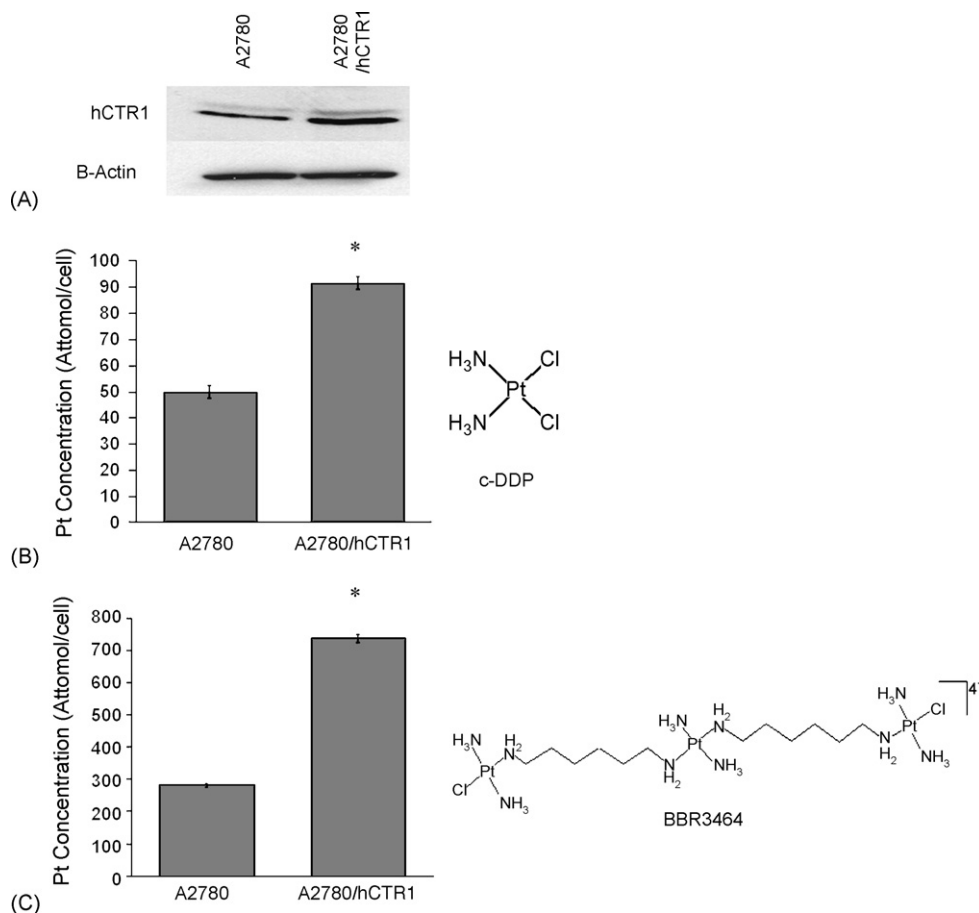 A2780
A2780
/hCTR1
hCTR1
B-Actin
(A)
Pt Concentration (Attomol/cell)
100
90
80
70
60
50
40
30
20
10
0
*
A2780
A2780/hCTR1
(B)
H3N
Cl
Pt
H3N
Cl
c-DDP
Pt Concentration (Attomol/cell)
800
700
600
500
400
300
200
100
0
*
A2780
A2780/hCTR1
(C)
H3N
H2
N
Pt
Cl
NH3
N
H2
H3N
H2
N
Pt
NH3
H3N
Cl
Pt
N
H2
NH3
BBR3464